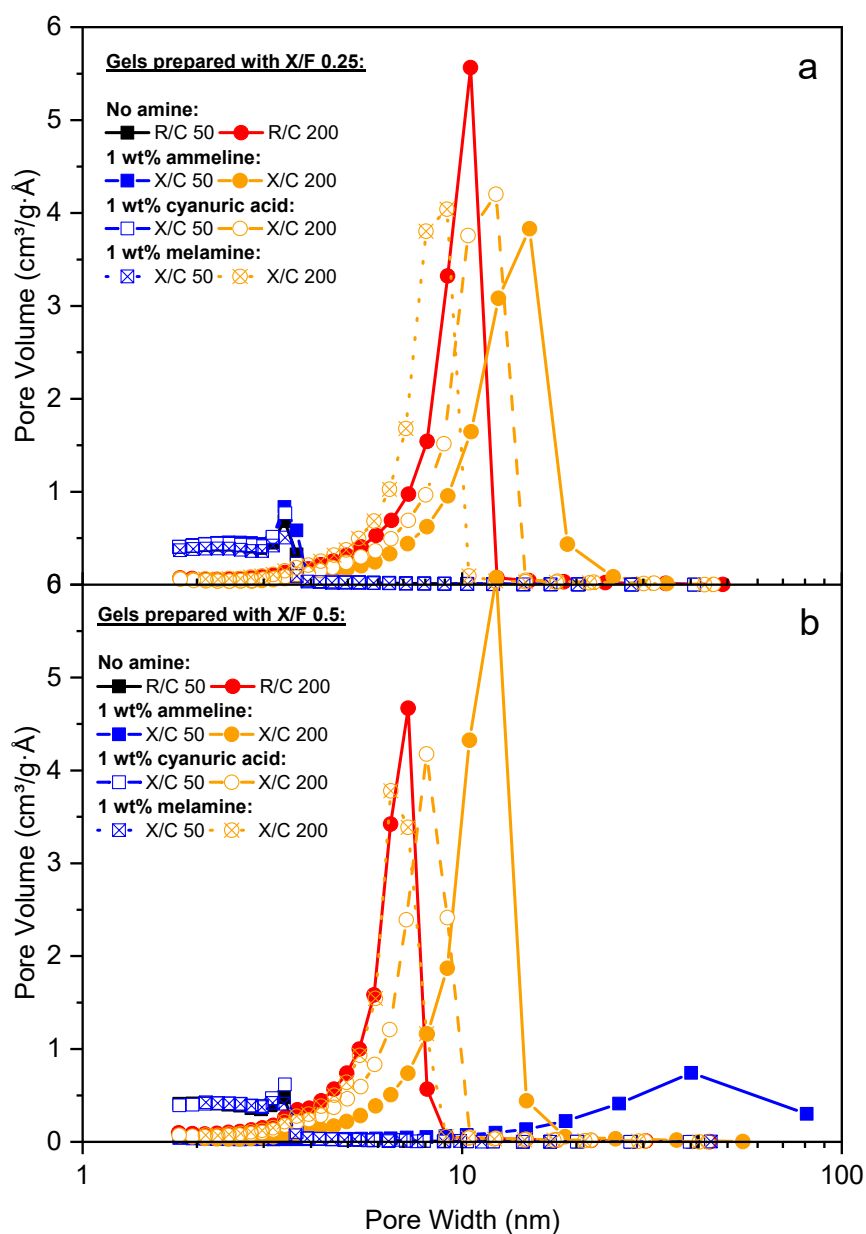 a
Gels prepared with X/F 0.25:
No amine:
R/C 50 R/C 200
1 wt% ammeline:
X/C 50 X/C 200
1 wt% cyanuric acid:
X/C 50 X/C 200
1 wt% melamine:
X/C 50 X/C 200
6
5
4
3
2
1
6
Pore Volume (cm³/g·Å)
b
Gels prepared with X/F 0.5:
No amine:
R/C 50 R/C 200
1 wt% ammeline:
X/C 50 X/C 200
1 wt% cyanuric acid:
X/C 50 X/C 200
1 wt% melamine:
X/C 50 X/C 200
5
4
3
2
1
0
Pore Volume (cm³/g·Å)
1 10 100
Pore Width (nm)